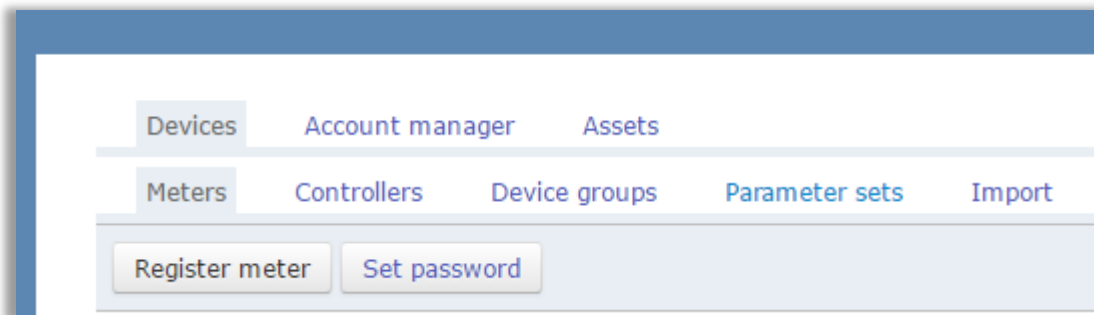 Devices Account manager Assets
Meters Controllers Device groups Parameter sets Import
Register meter Set password